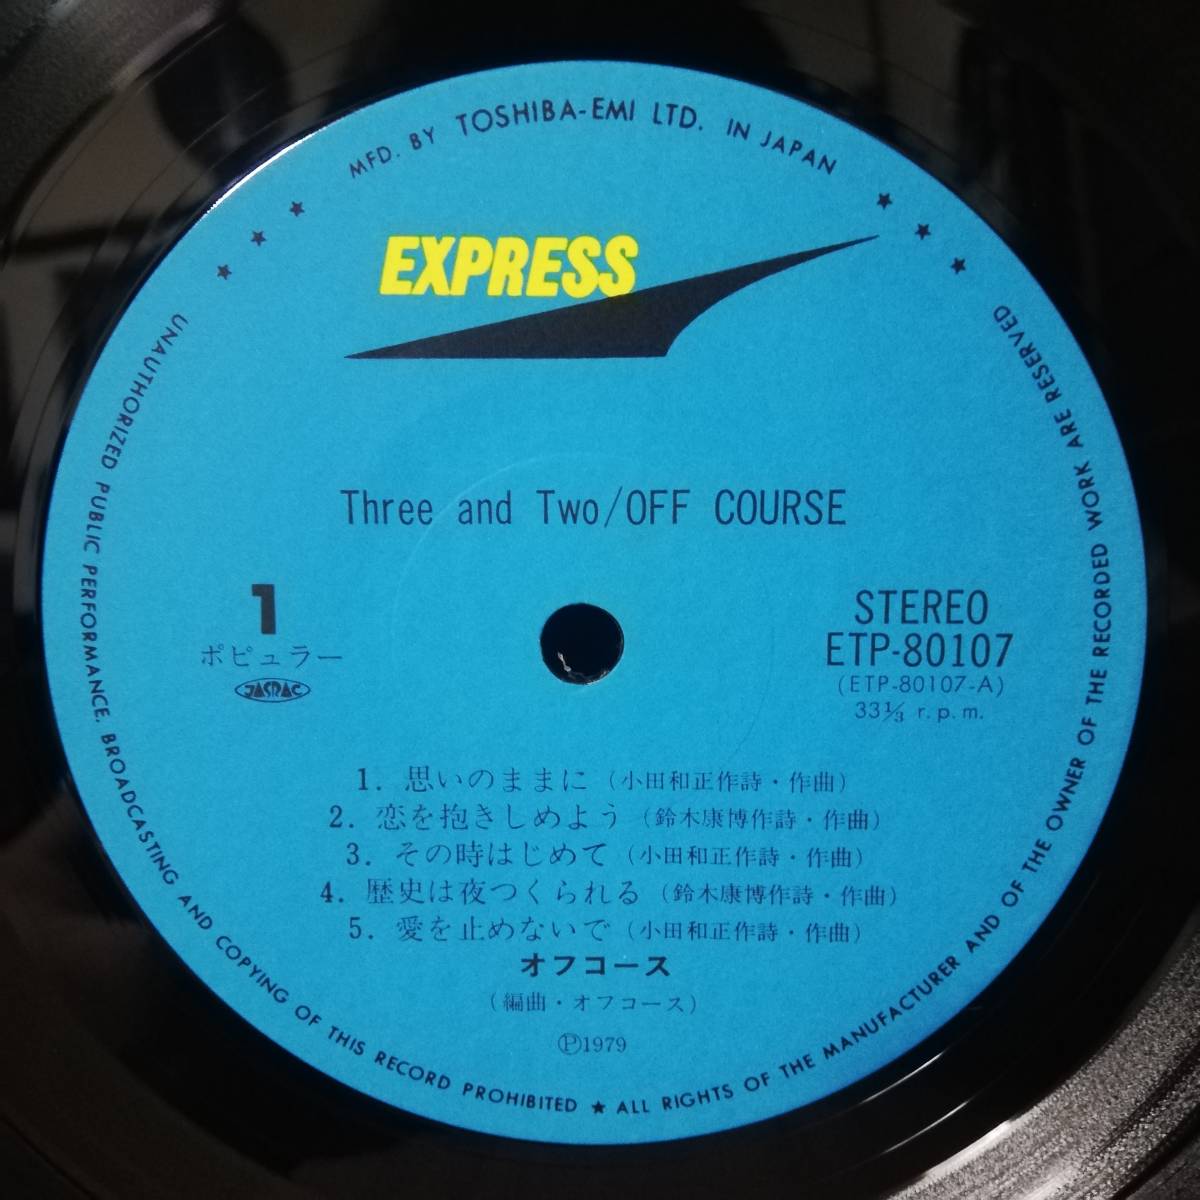 MFD. BY TOSHIBA-EMI LTD. IN JAPAN
EXPRESS
Three and Two/OFF COURSE
1
ポピュラー
JASRAC
STEREO
ETP-80107
(ETP-80107-A)
33⅓ r.p.m.
1. 思いのままに(小田和正作詩・作曲)
2. 恋を抱きしめよう(鈴木康博作詩・作曲)
3. その時はじめて(小田和正作詩・作曲)
4. 歴史は夜つくられる(鈴木康博作詩・作曲)
5. 愛を止めないで(小田和正作詩・作曲)
オフコース
(編曲・オフコース)
Ⓟ1979
UNAUTHORIZED PUBLIC PERFORMANCE, BROADCASTING AND COPYING OF THIS RECORD PROHIBITED ★ ALL RIGHTS OF THE MANUFACTURER AND OF THE OWNER OF THE RECORDED WORK ARE RESERVED